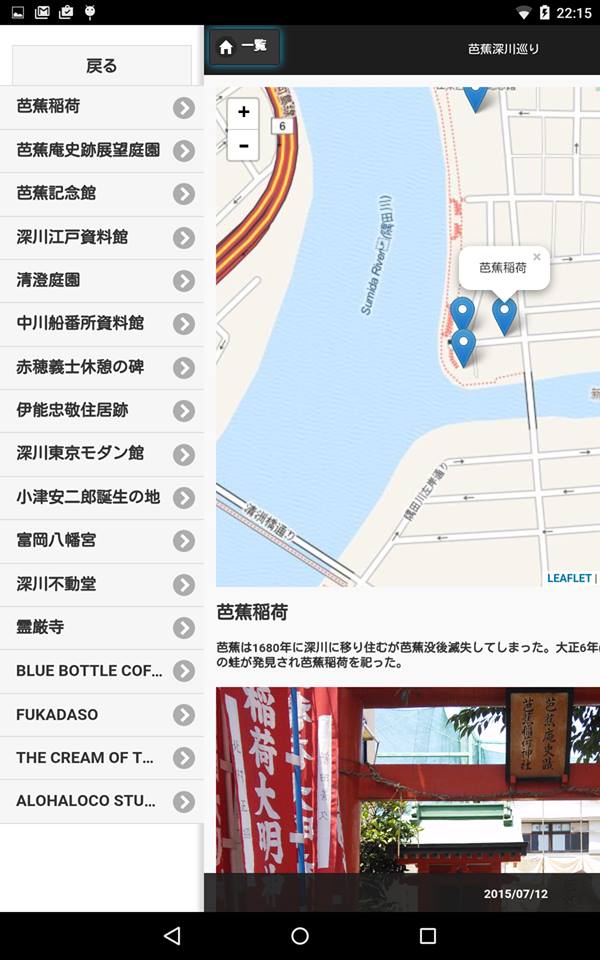 22:15
戻る
芭蕉稲荷
芭蕉庵史跡展望庭園
芭蕉記念館
深川江戸資料館
清澄庭園
中川船番所資料館
赤穂義士休憩の碑
伊能忠敬住居跡
深川東京モダン館
小津安二郎誕生の地
富岡八幡宮
深川不動堂
霊厳寺
BLUE BOTTLE COF...
FUKADASO
THE CREAM OF T...
ALOHALOCO STU...
一覧
芭蕉深川巡り
+
-
6
Sumida River (隅田川)
芭蕉稲荷
×
新
隅田川左岸通り
清洲橋通り
LEAFLET |
芭蕉稲荷
芭蕉は1680年に深川に移り住むが芭蕉没後滅失してしまった。大正6年
の蛙が発見され芭蕉稲荷を祀った。
稲荷大明
芭蕉庵史蹟
芭蕉稲荷神社
2015/07/12